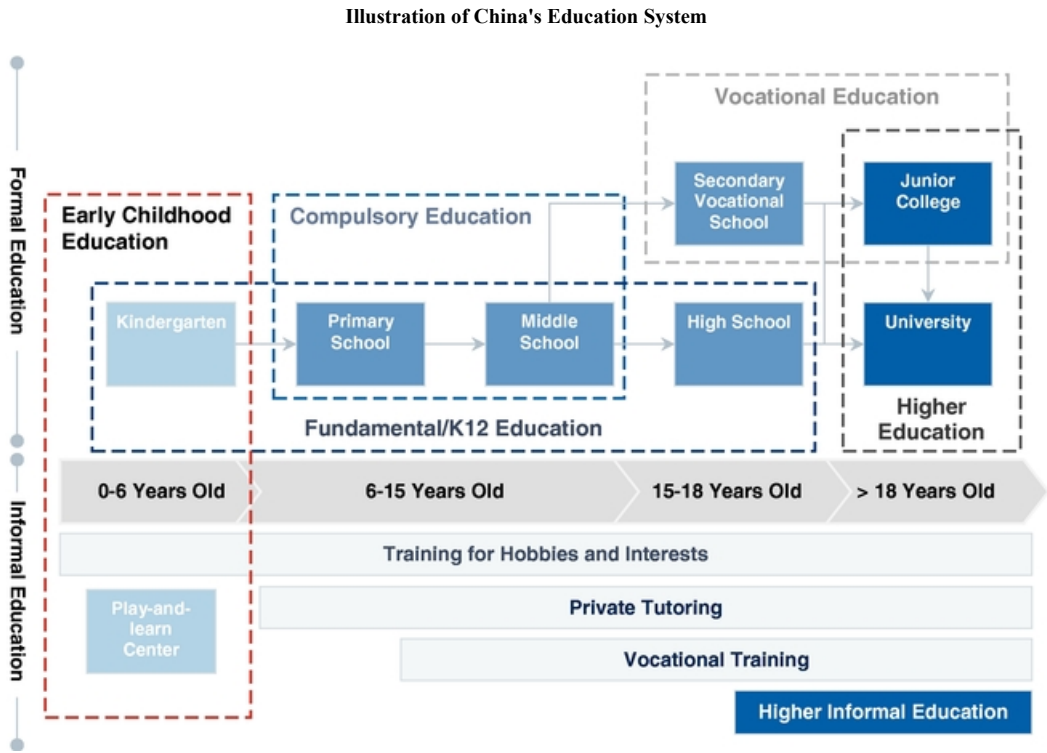 Illustration of China's Education System
Formal Education
Vocational Education
Secondary
Vocational
School
Junior
College
Early Childhood
Education
Compulsory Education
Kindergarten
Primary
School
Middle
School
High School
University
Fundamental/K12 Education
Higher
Education
0-6 Years Old
6-15 Years Old
15-18 Years Old
> 18 Years Old
Informal Education
Training for Hobbies and Interests
Play-and-
learn
Center
Private Tutoring
Vocational Training
Higher Informal Education